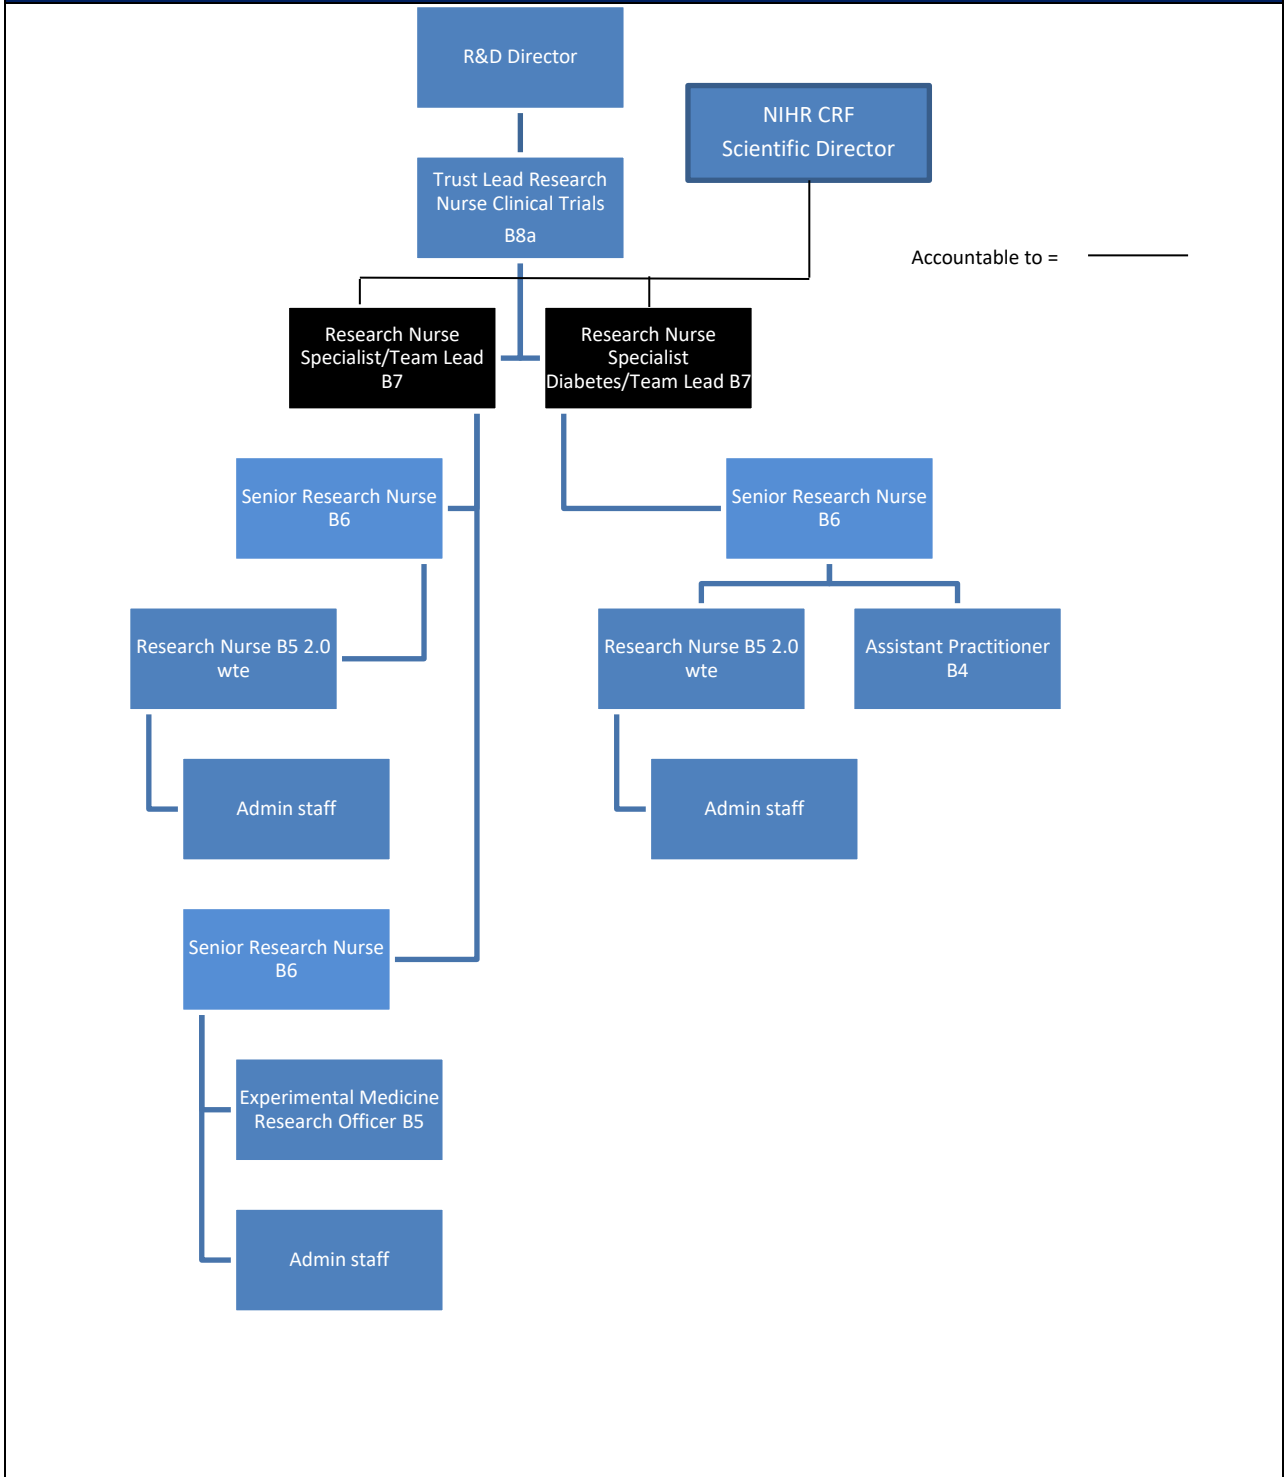 R&D Director
NIHR CRF
Scientific Director
Trust Lead Research
Nurse Clinical Trials
B8a
Accountable to =
Research Nurse
Specialist/Team Lead
B7
Research Nurse
Specialist
Diabetes/Team Lead B7
Senior Research Nurse
B6
Senior Research Nurse
B6
Research Nurse B5 2.0
wte
Research Nurse B5 2.0
wte
Assistant Practitioner
B4
Admin staff
Admin staff
Senior Research Nurse
B6
Experimental Medicine
Research Officer B5
Admin staff